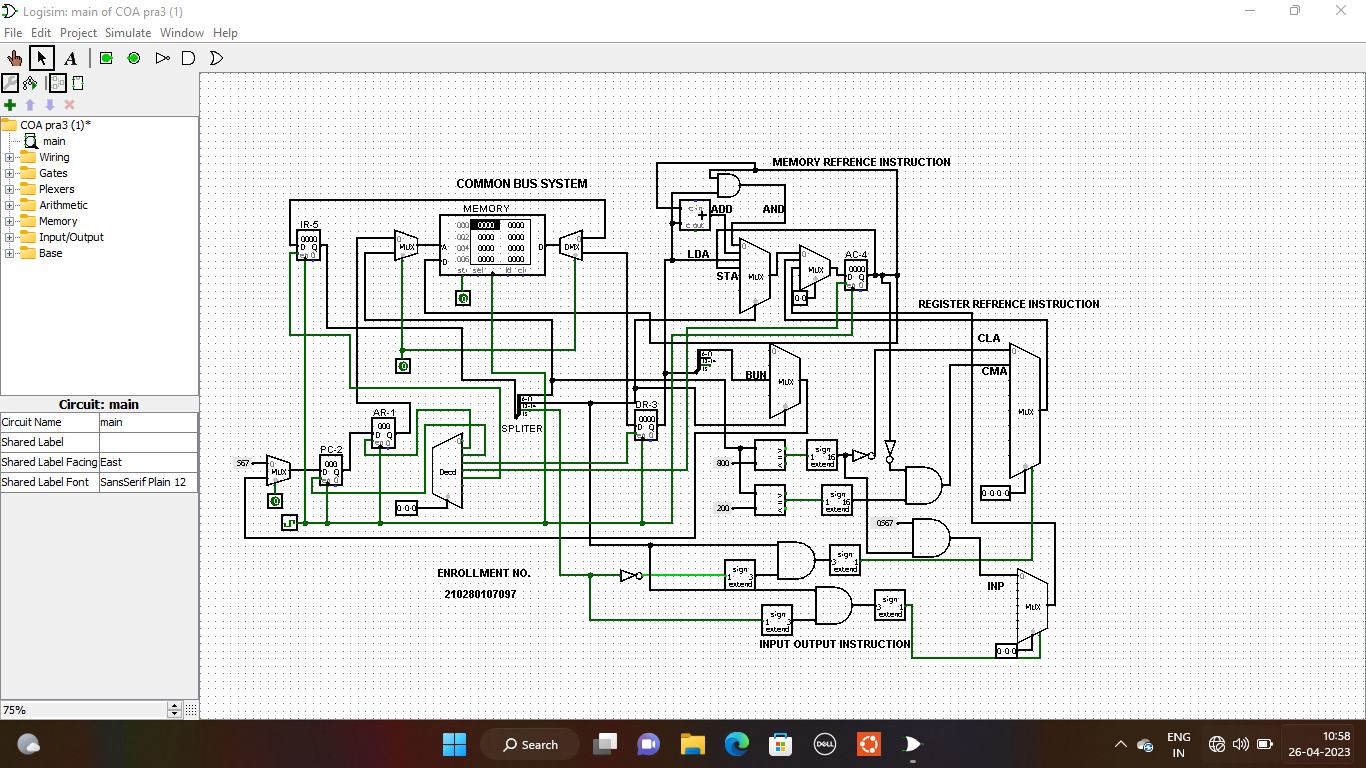 Logisim: main of COA pra3 (1)
File Edit Project Simulate Window Help
A
COA pra3 (1)*
main
Wiring
Gates
Plexers
Arithmetic
Memory
Input/Output
Base
Circuit: main
Circuit Name main
Shared Label
Shared Label Facing East
Shared Label Font SansSerif Plain 12
75%
MEMORY REFRENCE INSTRUCTION
COMMON BUS SYSTEM
MEMORY
IR-5
ADD
AND
LDA
STA
AC-4
MUX
DMX
MUX
MUX
REGISTER REFRENCE INSTRUCTION
CLA
CMA
BUN
MUX
MUX
AR-1
DR-3
SPLITER
PC-2
567
MUX
Decd
800
sign
extend
200
sign
extend
0567
ENROLLMENT NO.
210280107097
sign
extend
sign
extend
INP
MUX
sign
extend
sign
extend
INPUT OUTPUT INSTRUCTION
Search
DELL
ENG
IN
10:58
26-04-2023